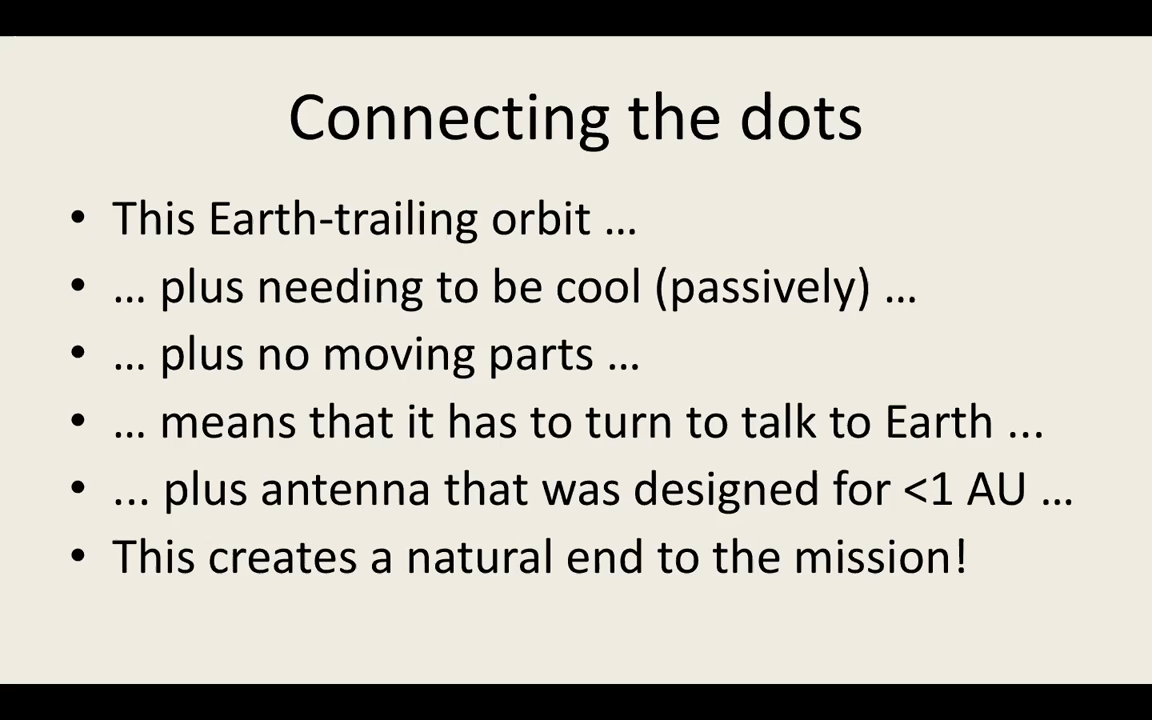 Connecting the dots
• This Earth-trailing orbit …
• … plus needing to be cool (passively) …
• … plus no moving parts …
• … means that it has to turn to talk to Earth ...
• ... plus antenna that was designed for <1 AU …
• This creates a natural end to the mission!